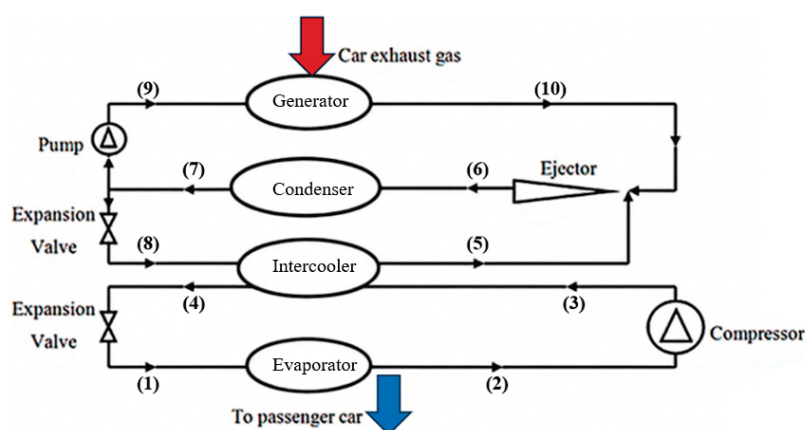 Car exhaust gas
(9)
Generator
(10)
Pump
(7)
Condenser
(6)
Ejector
Expansion
Valve
(8)
Intercooler
(5)
(4)
(3)
Expansion
Valve
Compressor
(1)
Evaporator
(2)
To passenger car